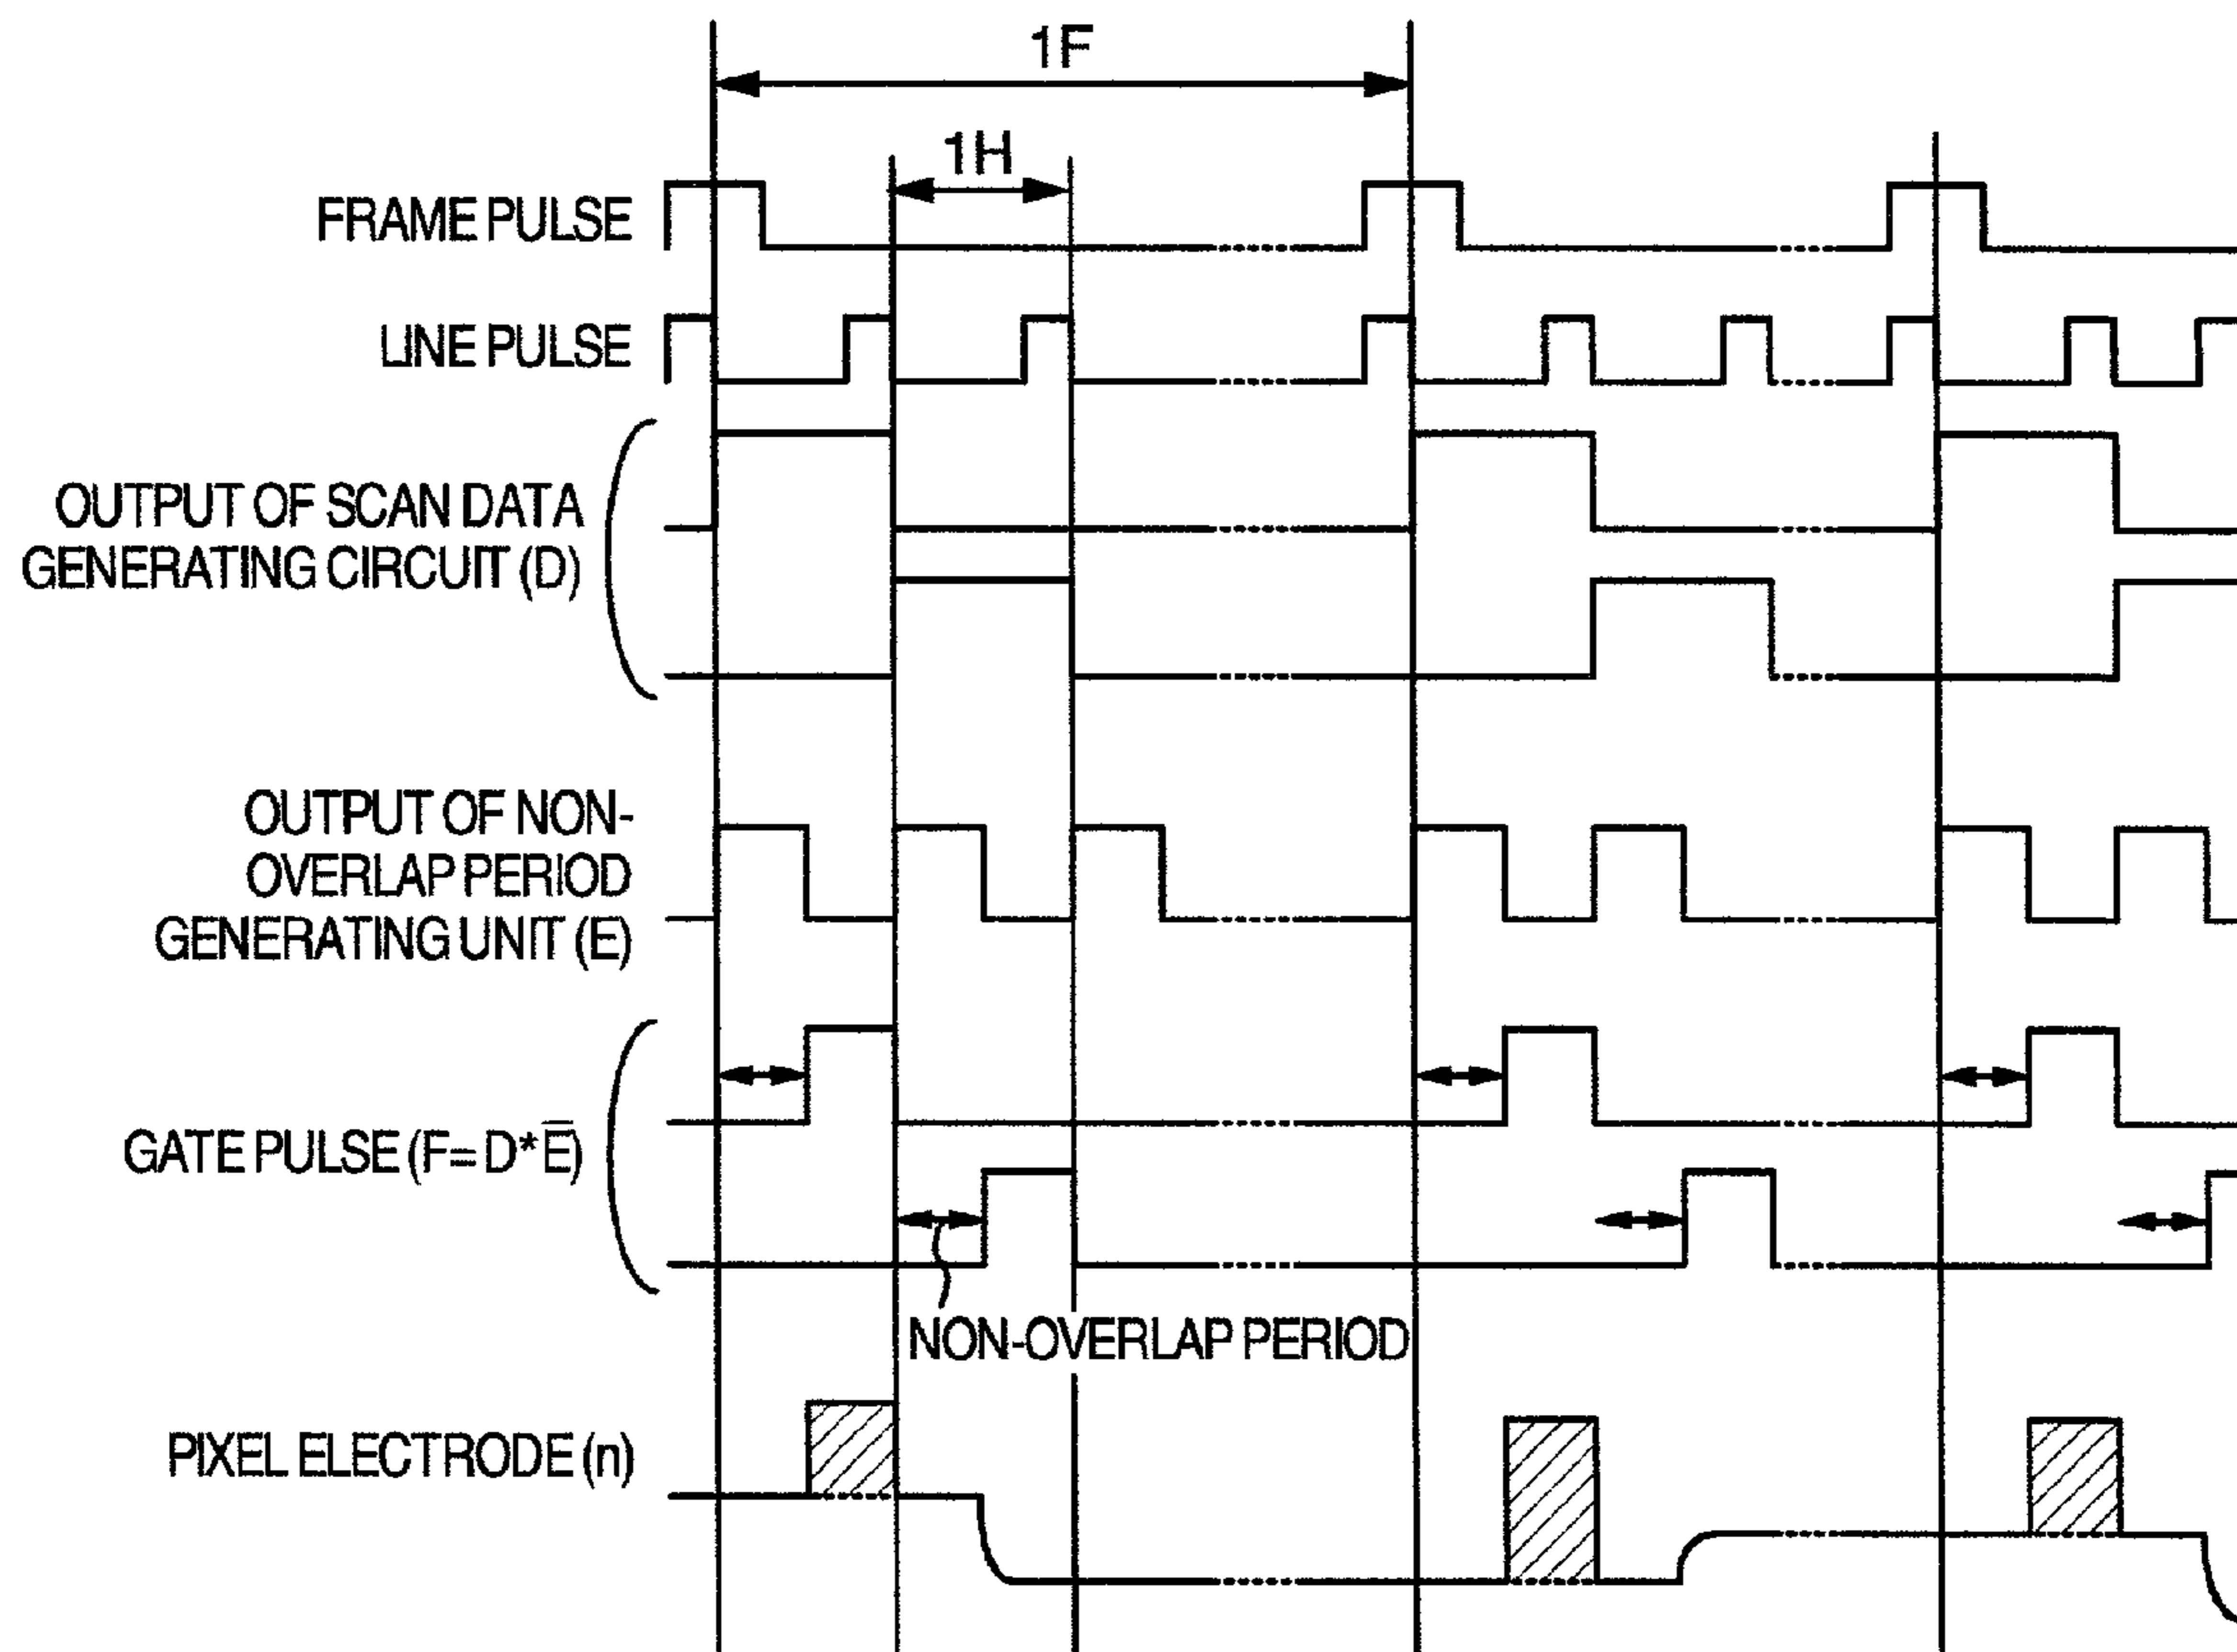 1F
1H
FRAME PULSE
LINE PULSE
OUTPUT OF SCAN DATA
GENERATING CIRCUIT (D)
OUTPUT OF NON-
OVERLAP PERIOD
GENERATING UNIT (E)
GATE PULSE (F= D*E̅)
NON-OVERLAP PERIOD
PIXEL ELECTRODE (n)